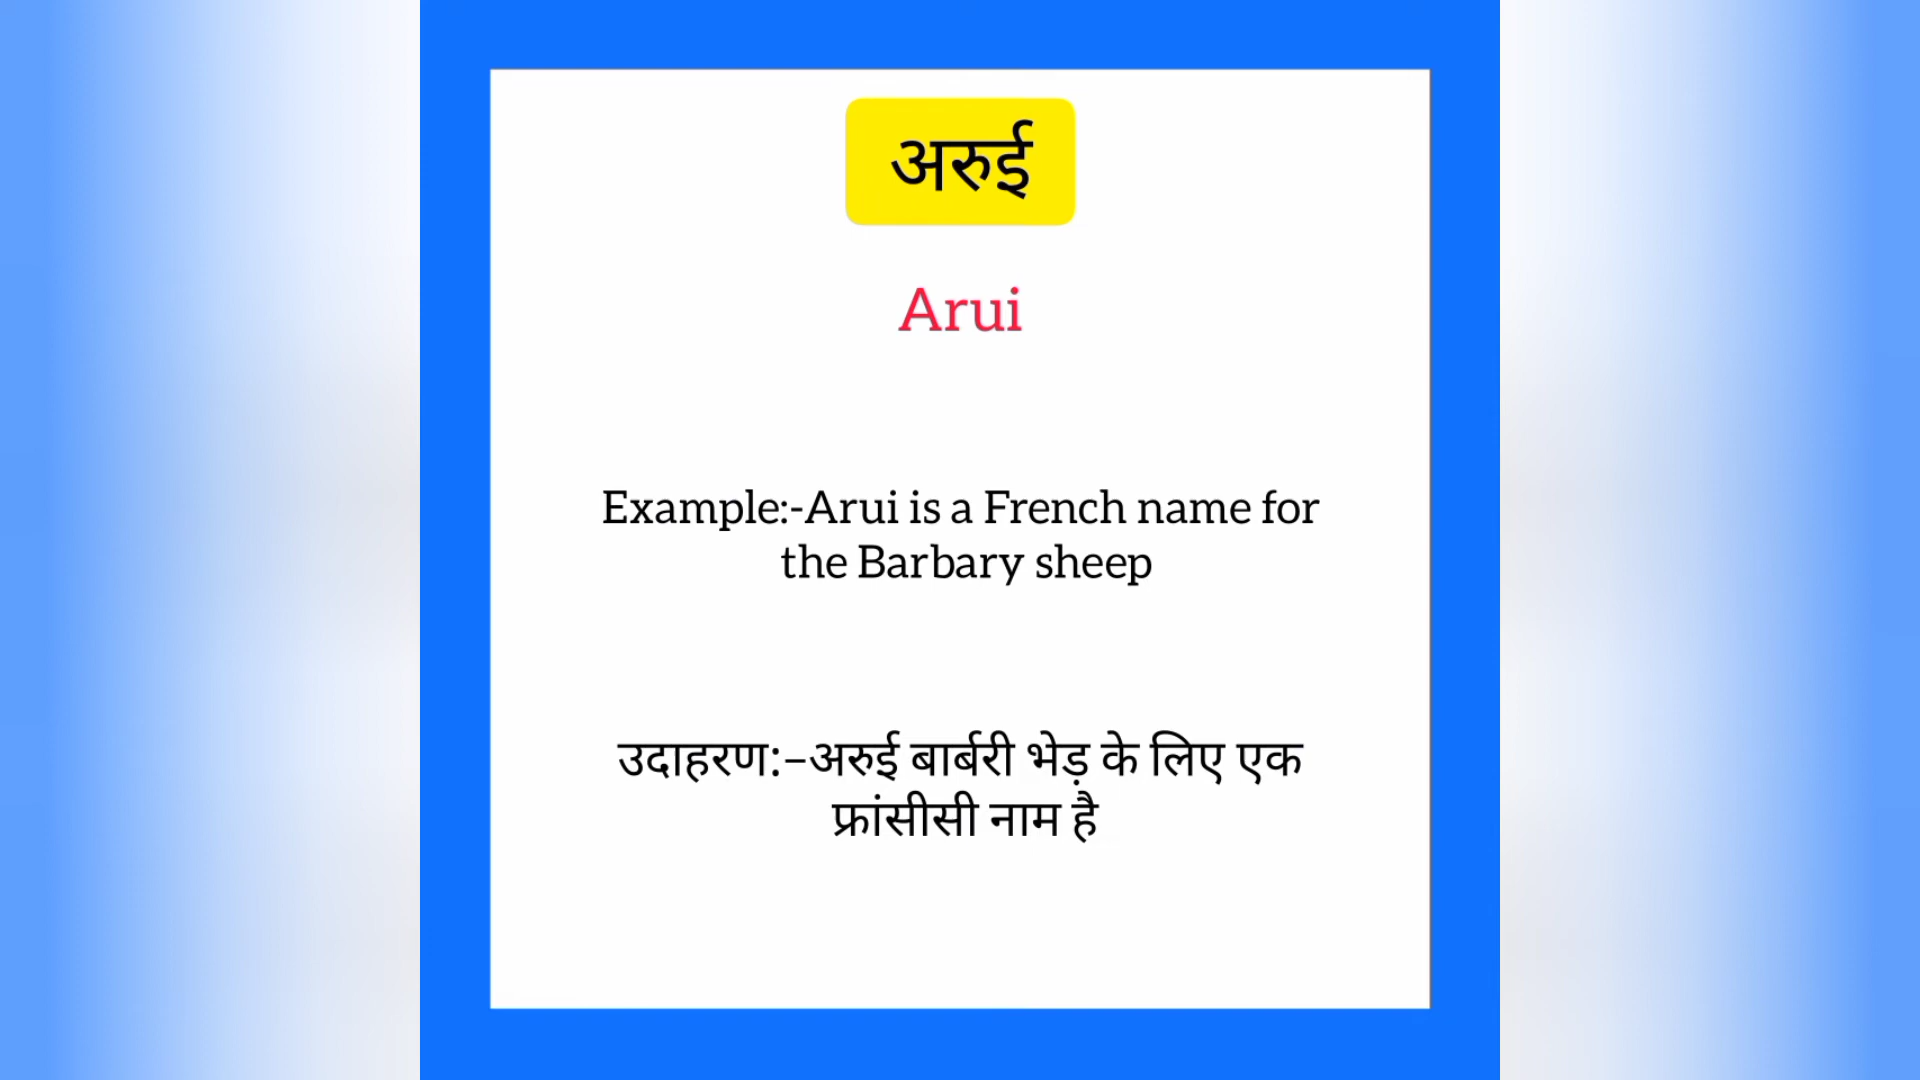 अरुई
Arui
Example:-Arui is a French name for
the Barbary sheep
उदाहरण:–अरुई बार्बरी भेड़ के लिए एक
फ्रांसीसी नाम है